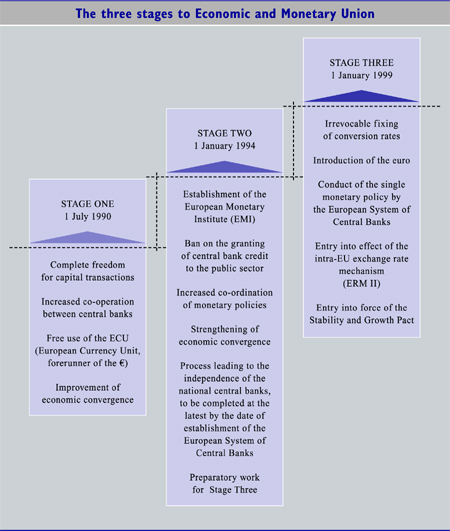 The three stages to Economic and Monetary Union
STAGE ONE
1 July 1990
Complete freedom
for capital transactions
Increased co-operation
between central banks
Free use of the ECU
(European Currency Unit,
forerunner of the €)
Improvement of
economic convergence
STAGE TWO
1 January 1994
Establishment of the
European Monetary
Institute (EMI)
Ban on the granting
of central bank credit
to the public sector
Increased co-ordination
of monetary policies
Strengthening of
economic convergence
Process leading to the
independence of the
national central banks,
to be completed at the
latest by the date of
establishment of the
European System of
Central Banks
Preparatory work
for Stage Three
STAGE THREE
1 January 1999
Irrevocable fixing
of conversion rates
Introduction of the euro
Conduct of the single
monetary policy by
the European System of
Central Banks
Entry into effect of the
intra-EU exchange rate
mechanism
(ERM II)
Entry into force of the
Stability and Growth Pact